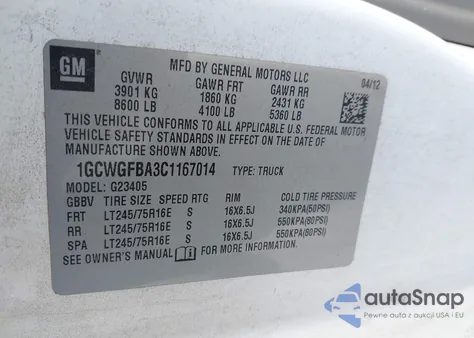 GM
MFD BY GENERAL MOTORS LLC
04/12
GVWR GAWR FRT GAWR RR
3901 KG 1860 KG 2431 KG
8600 LB 4100 LB 5360 LB
THIS VEHICLE CONFORMS TO ALL APPLICABLE U.S. FEDERAL MOTOR
VEHICLE SAFETY STANDARDS IN EFFECT ON THE DATE OF
MANUFACTURE SHOWN ABOVE.
1GCWGFBA3C1167014 TYPE: TRUCK
MODEL: G23405
GBBV TIRE SIZE SPEED RTG RIM COLD TIRE PRESSURE
FRT LT245/75R16E S 16X6.5J 340KPA(50PSI)
RR LT245/75R16E S 16X6.5J 550KPA(80PSI)
SPA LT245/75R16E S 16X6.5J 550KPA(80PSI)
SEE OWNER'S MANUAL i FOR MORE INFORMATION.
autoSnap
Pewne auta z aukcji USA i EU